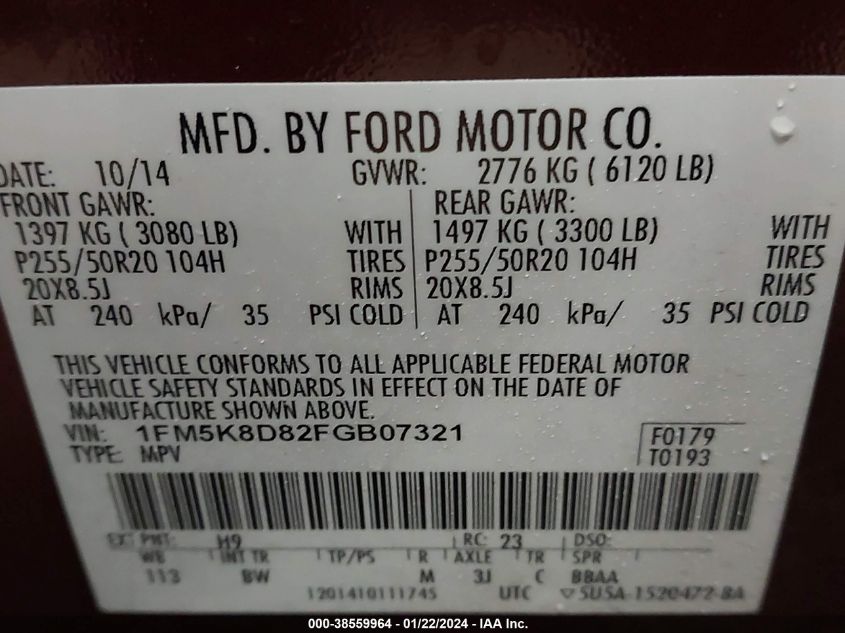 MFD. BY FORD MOTOR CO.
DATE: 10/14 GVWR: 2776 KG ( 6120 LB)
FRONT GAWR: REAR GAWR:
1397 KG ( 3080 LB) WITH 1497 KG ( 3300 LB) WITH
P255/50R20 104H TIRES P255/50R20 104H TIRES
20X8.5J RIMS 20X8.5J RIMS
AT 240 kPa/ 35 PSI COLD AT 240 kPa/ 35 PSI COLD
THIS VEHICLE CONFORMS TO ALL APPLICABLE FEDERAL MOTOR
VEHICLE SAFETY STANDARDS IN EFFECT ON THE DATE OF
MANUFACTURE SHOWN ABOVE.
VIN: 1FM5K8D82FGB07321 F0179
TYPE: MPV T0193
EXT PNT: H9 RC: 23 DSO:
WB INT TR TP/PS R AXLE TR SPR
113 BW M 3J C BBAA
1201410111745 UTC 5U5A-1520472-BA
000-38559964 - 01/22/2024 - IAA Inc.